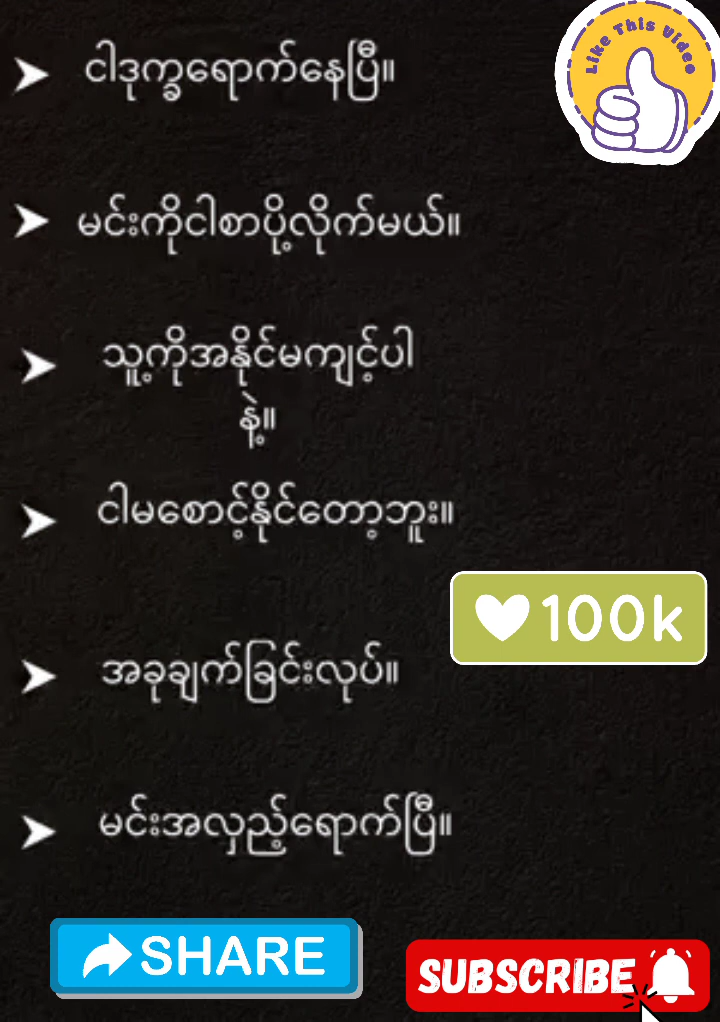 Like This Video
ငါဒုက္ခရောက်နေပြီ။
မင်းကိုငါစာပို့လိုက်မယ်။
သူ့ကိုအနိုင်မကျင့်ပါ
နဲ့။
ငါမစောင့်နိုင်တော့ဘူး။
100k
အခုချက်ခြင်းလုပ်။
မင်းအလှည့်ရောက်ပြီ။
SHARE
SUBSCRIBE